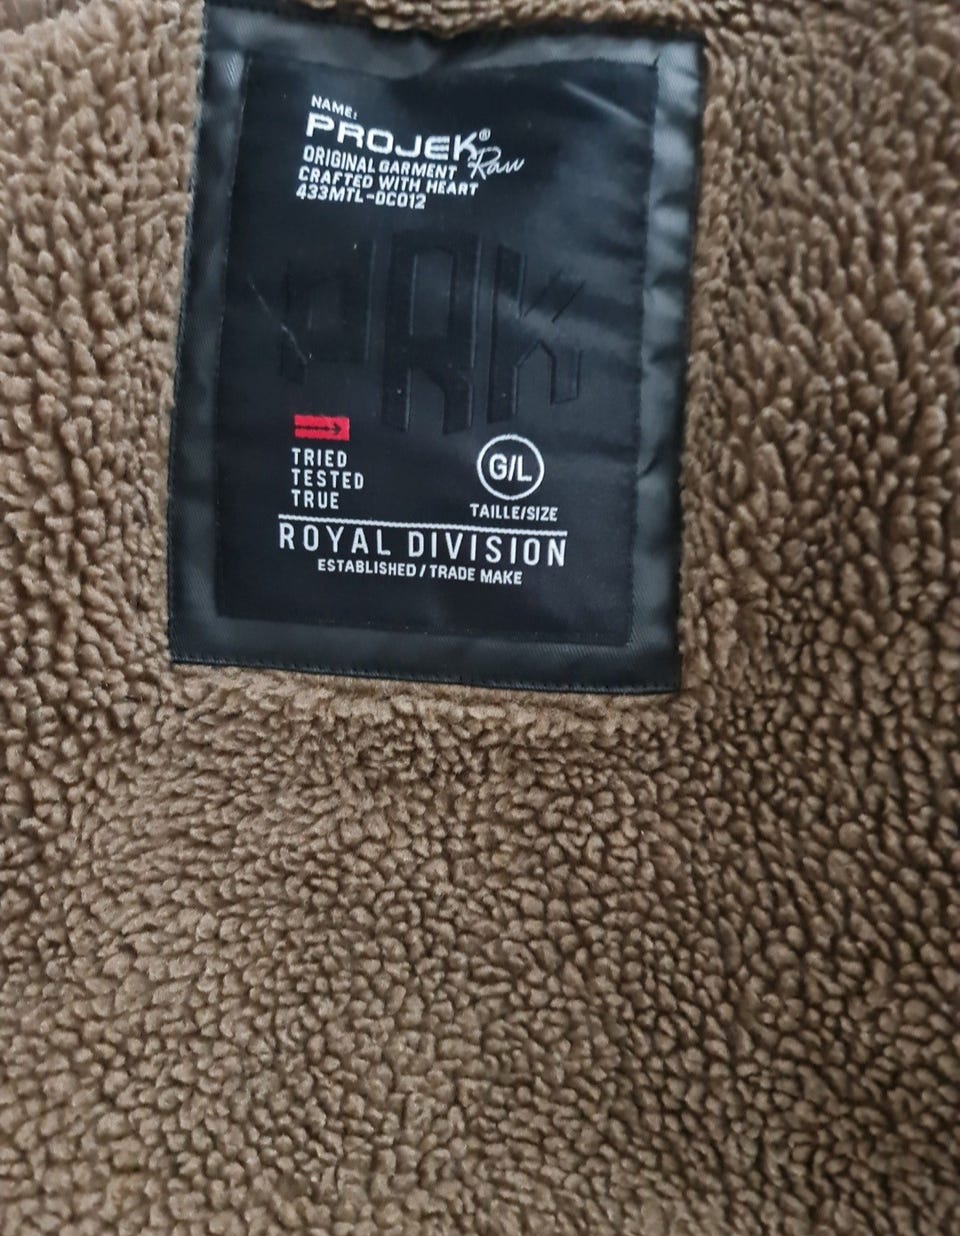 NAME:
PROJEK® Raw
ORIGINAL GARMENT
CRAFTED WITH HEART
433MTL-DC012
PRK
TRIED
TESTED
TRUE
G/L
TAILLE/SIZE
ROYAL DIVISION
ESTABLISHED/TRADE MAKE